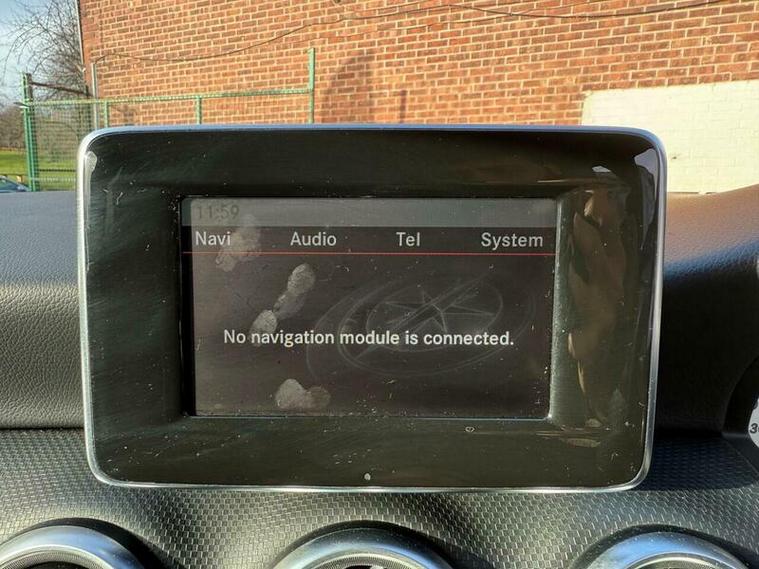 11:59
Navi Audio Tel System
No navigation module is connected.